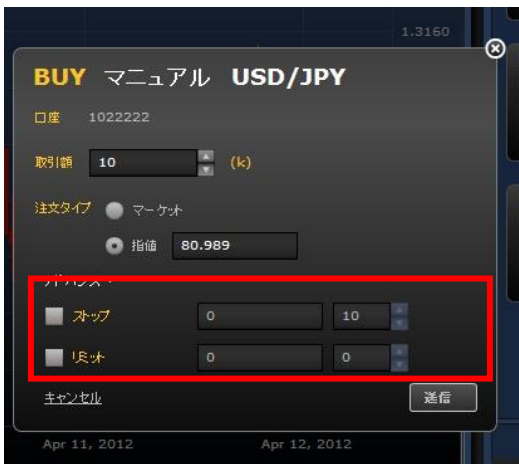 1.3160
BUY マニュアル USD/JPY
口座 1022222
取引額 10 (k)
注文タイプ マーケット
指値 80.989
ストップ 0 10
リミット 0 0
キャンセル 送信
Apr 11, 2012 Apr 12, 2012